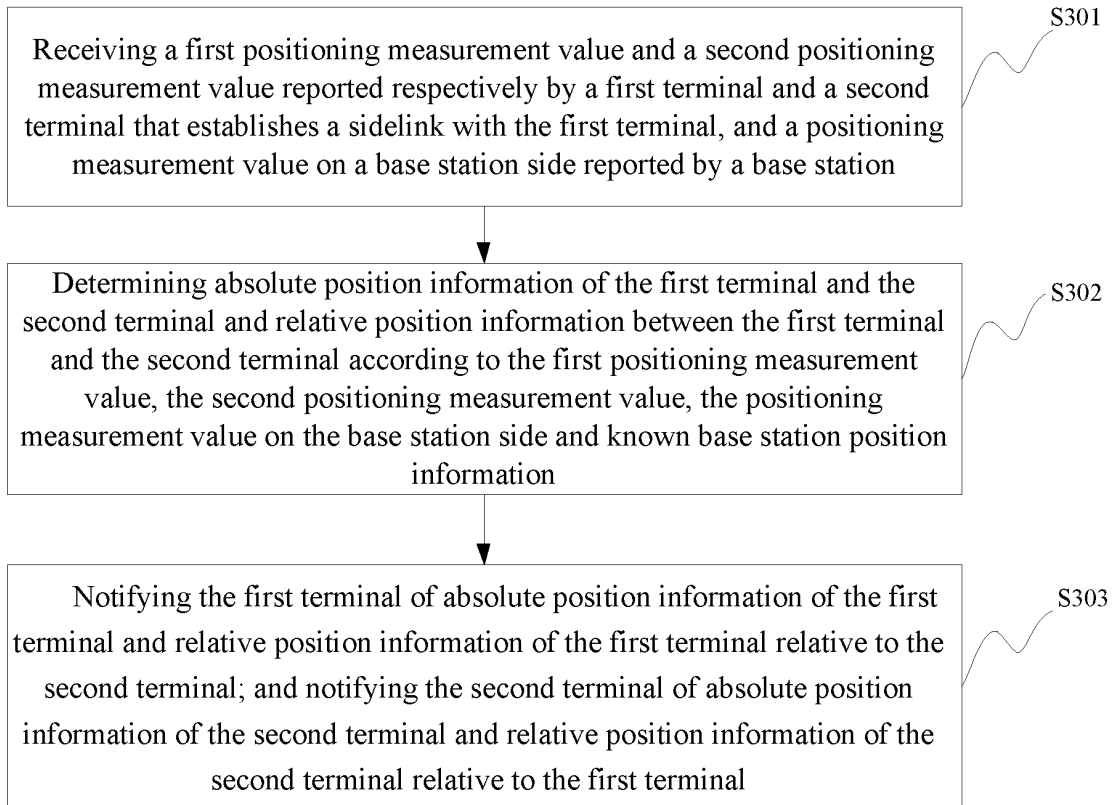 S301
Receiving a first positioning measurement value and a second positioning
measurement value reported respectively by a first terminal and a second
terminal that establishes a sidelink with the first terminal, and a positioning
measurement value on a base station side reported by a base station
S302
Determining absolute position information of the first terminal and the
second terminal and relative position information between the first terminal
and the second terminal according to the first positioning measurement
value, the second positioning measurement value, the positioning
measurement value on the base station side and known base station position
information
S303
Notifying the first terminal of absolute position information of the first
terminal and relative position information of the first terminal relative to the
second terminal; and notifying the second terminal of absolute position
information of the second terminal and relative position information of the
second terminal relative to the first terminal